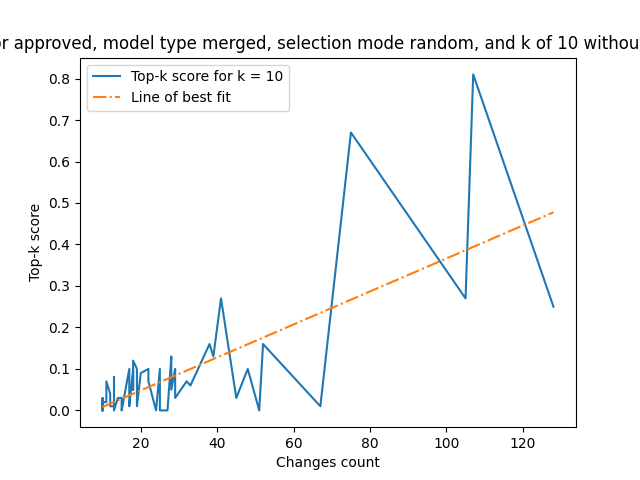 approved, model type merged, selection mode random, and k of 10
Top-k score for k = 10
Line of best fit
Top-k score
0.8
0.7
0.6
0.5
0.4
0.3
0.2
0.1
0.0
20 40 60 80 100 120
Changes count